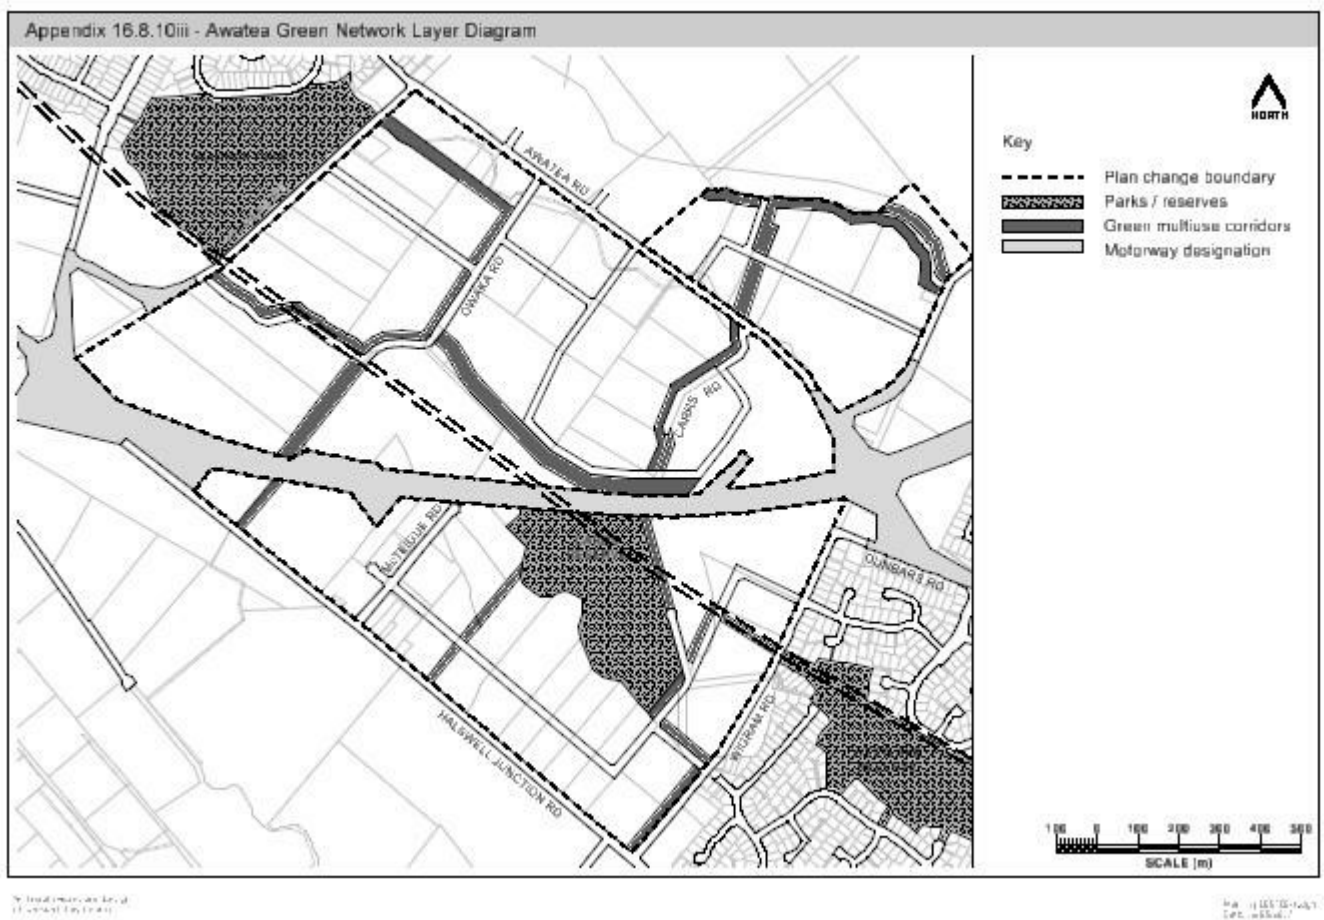 Appendix 16.8.10iii - Awatea Green Network Layer Diagram
NORTH
Key
Plan change boundary
Parks / reserves
Green multiuse corridors
Motorway designation
AWATEA RD
OWAKA RD
CARRS RD
McTEIGUE RD
DUNBARS RD
WIGRAM RD
HALSWELL JUNCTION RD
100 0 100 200 300 400 500
SCALE (m)